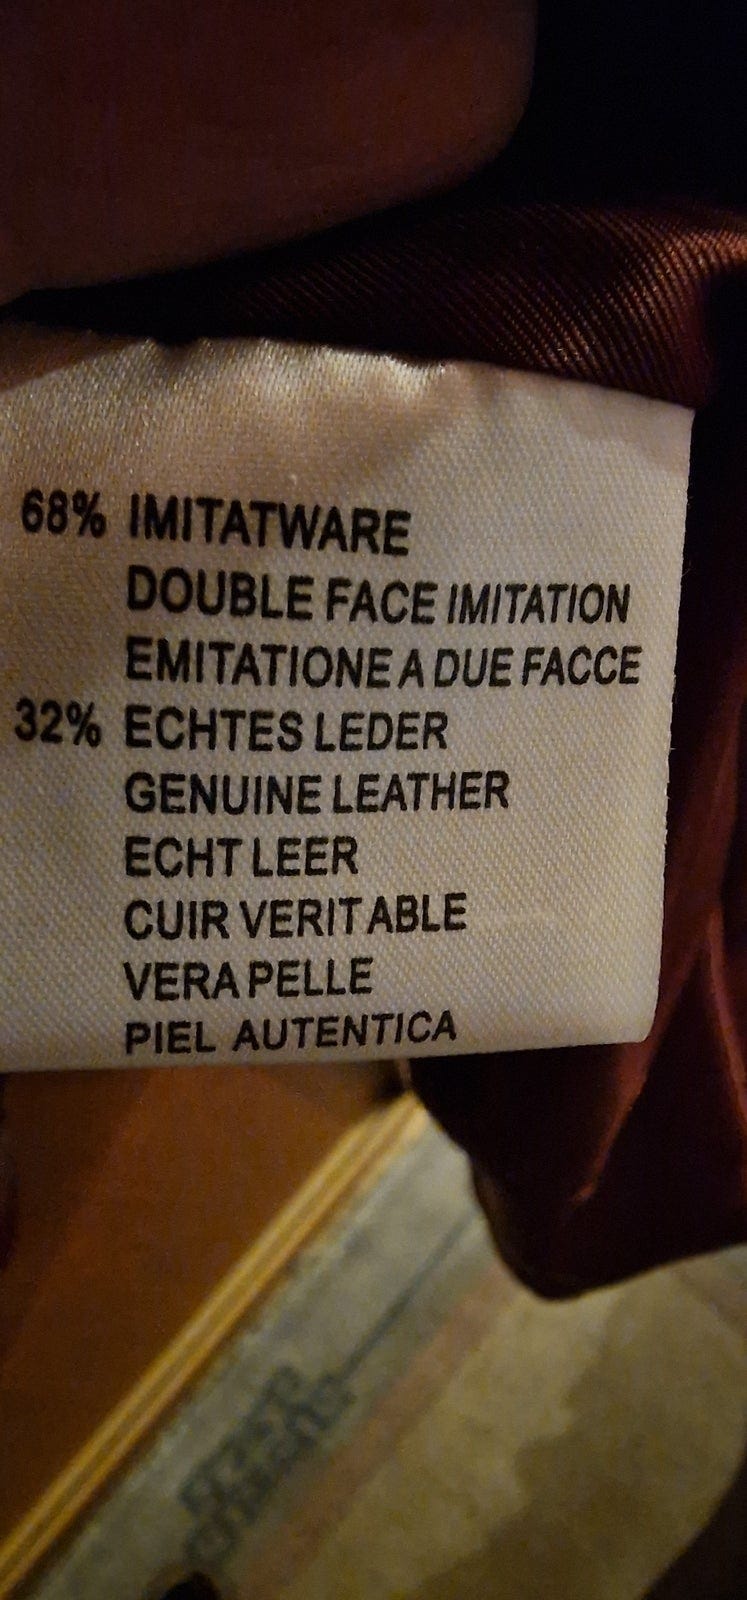 68% IMITATWARE
DOUBLE FACE IMITATION
EMITATIONE A DUE FACCE
32% ECHTES LEDER
GENUINE LEATHER
ECHT LEER
CUIR VERITABLE
VERA PELLE
PIEL AUTENTICA